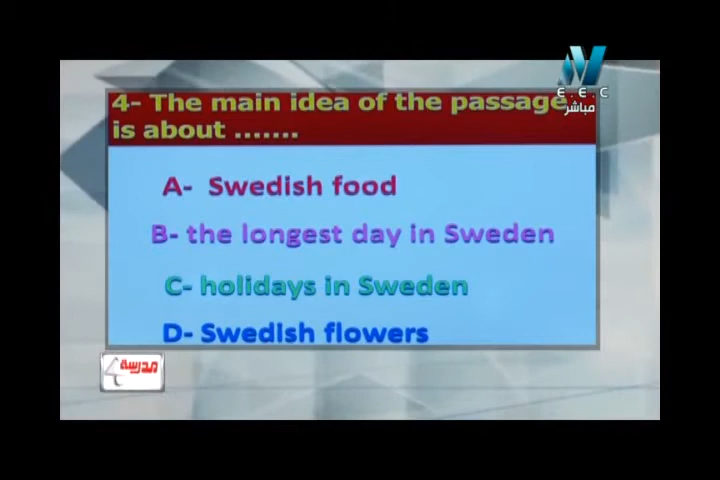 E.E.C
مباشر
4- The main idea of the passage
is about .......
A- Swedish food
B- the longest day in Sweden
C- holidays in Sweden
D- Swedish flowers
مدرسة